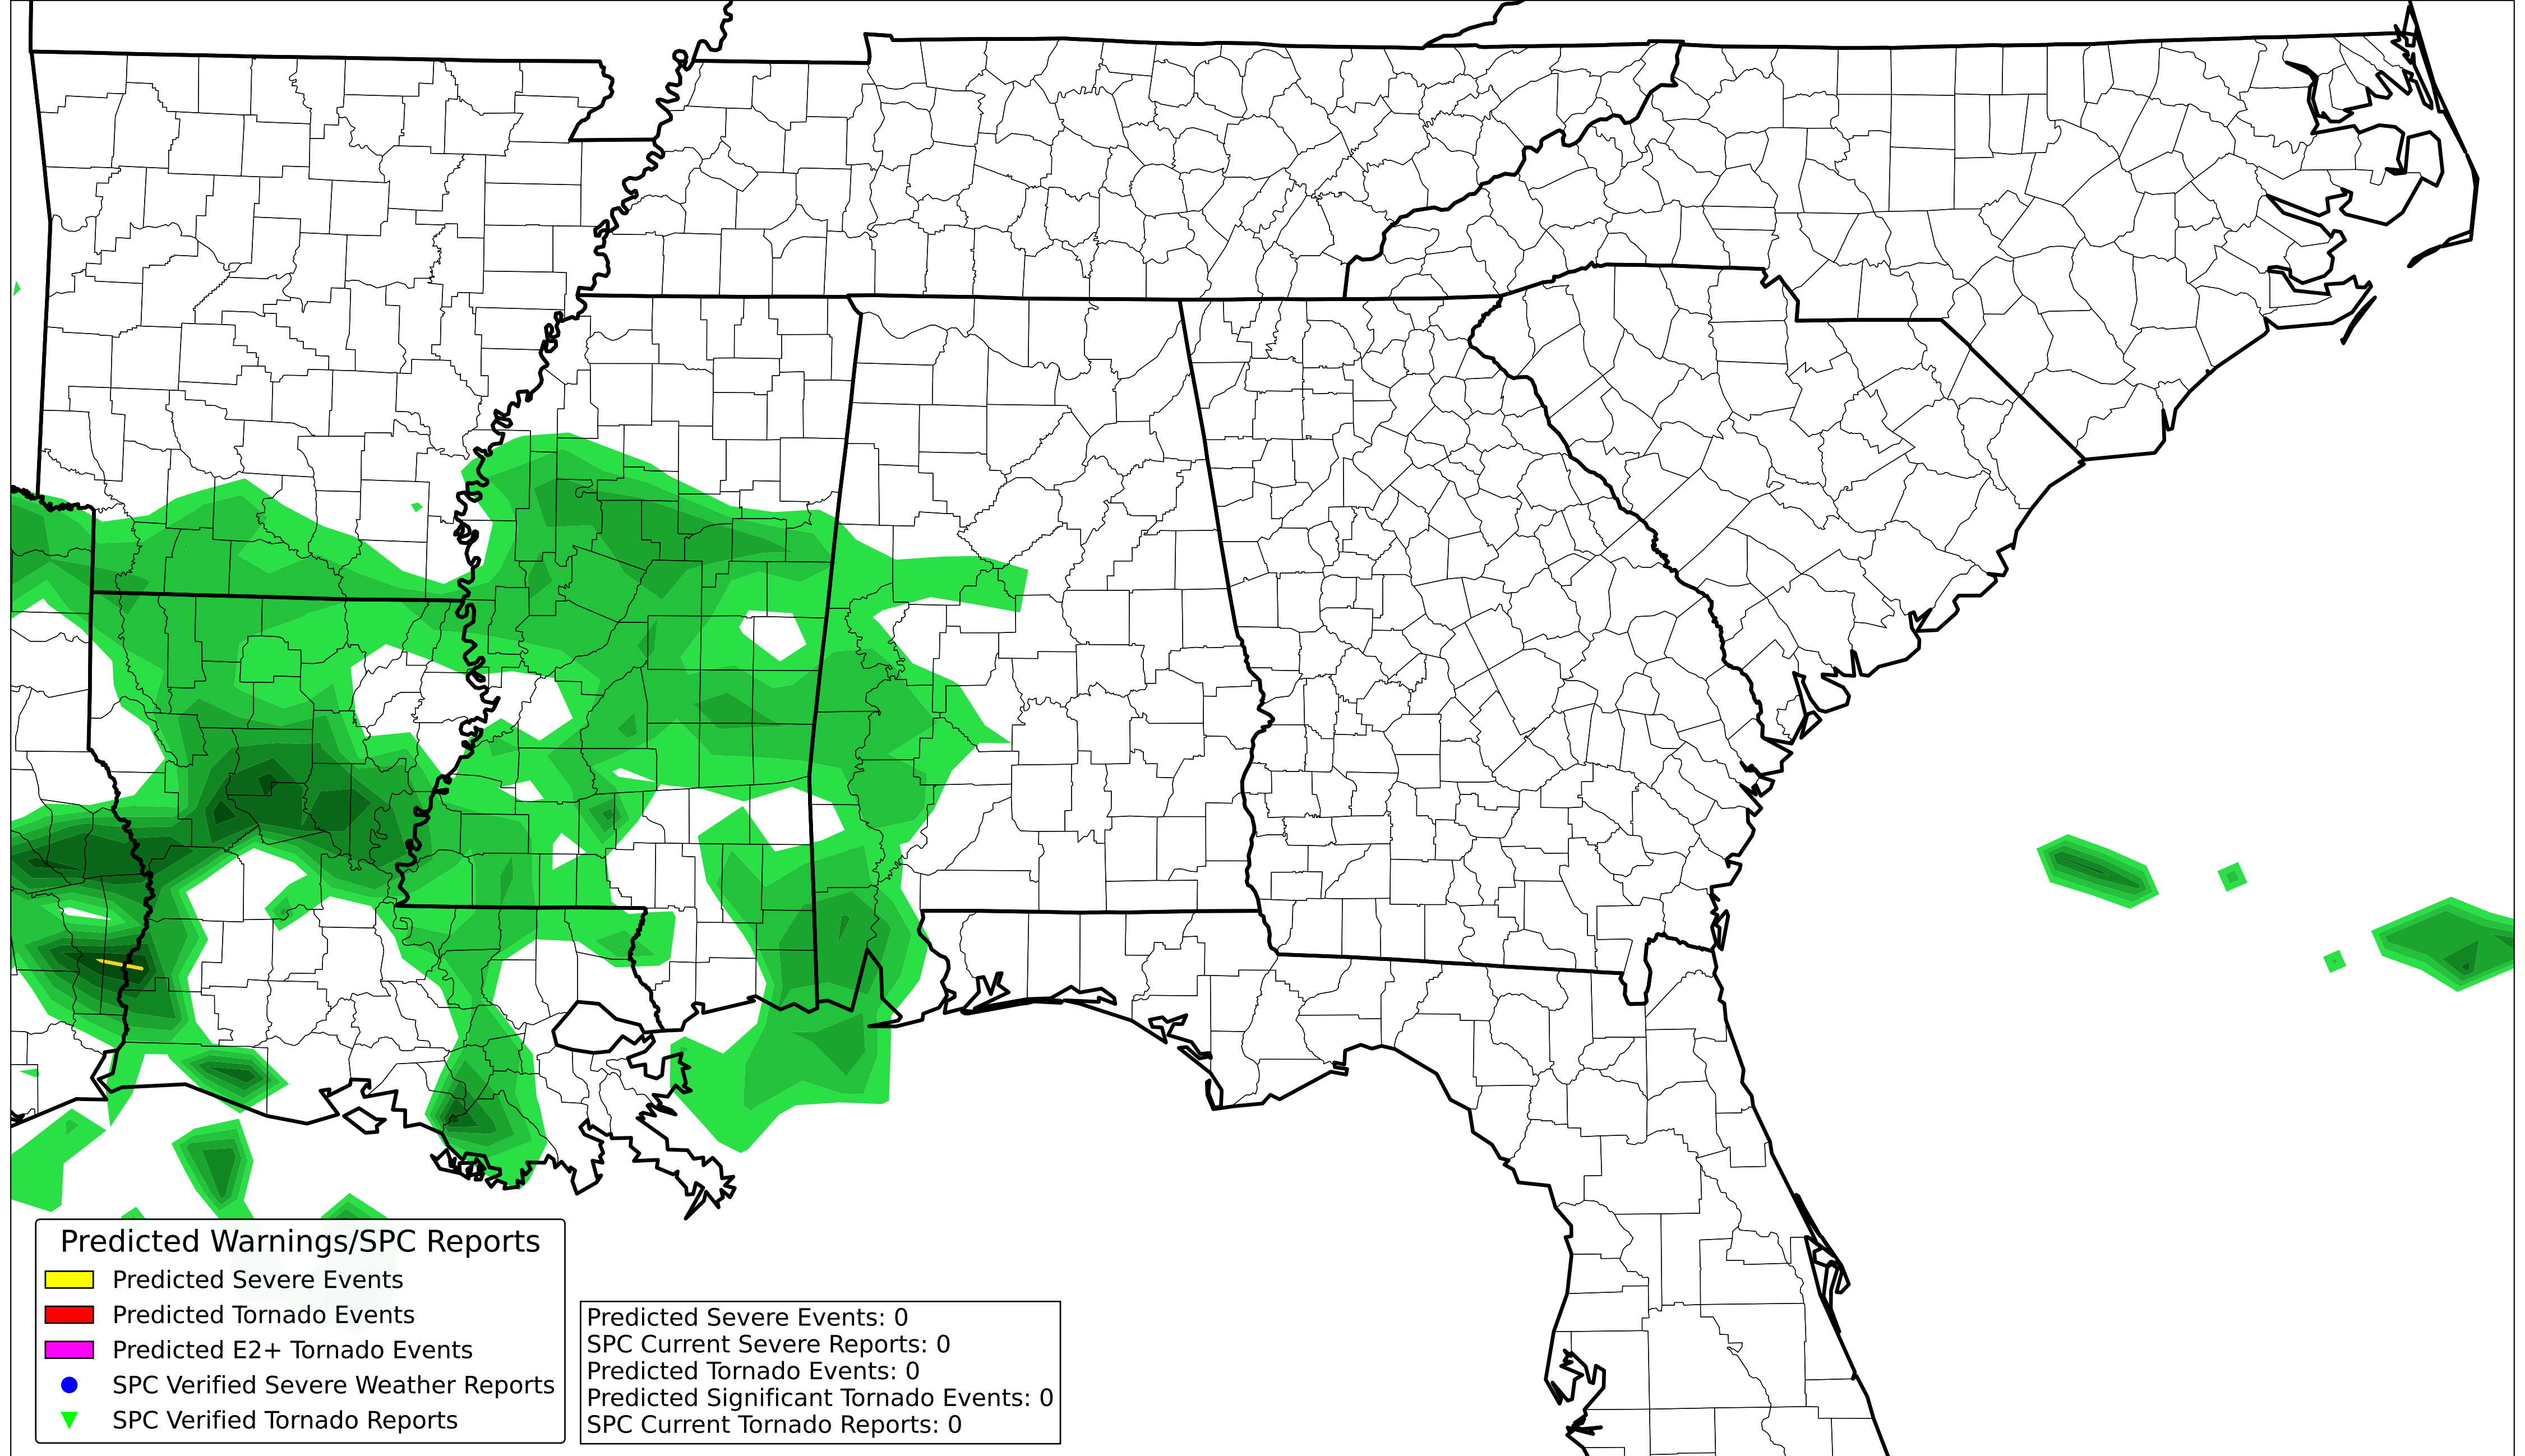 Predicted Warnings/SPC Reports
Predicted Severe Events
Predicted Tornado Events
Predicted E2+ Tornado Events
SPC Verified Severe Weather Reports
SPC Verified Tornado Reports
Predicted Severe Events: 0
SPC Current Severe Reports: 0
Predicted Tornado Events: 0
Predicted Significant Tornado Events: 0
SPC Current Tornado Reports: 0